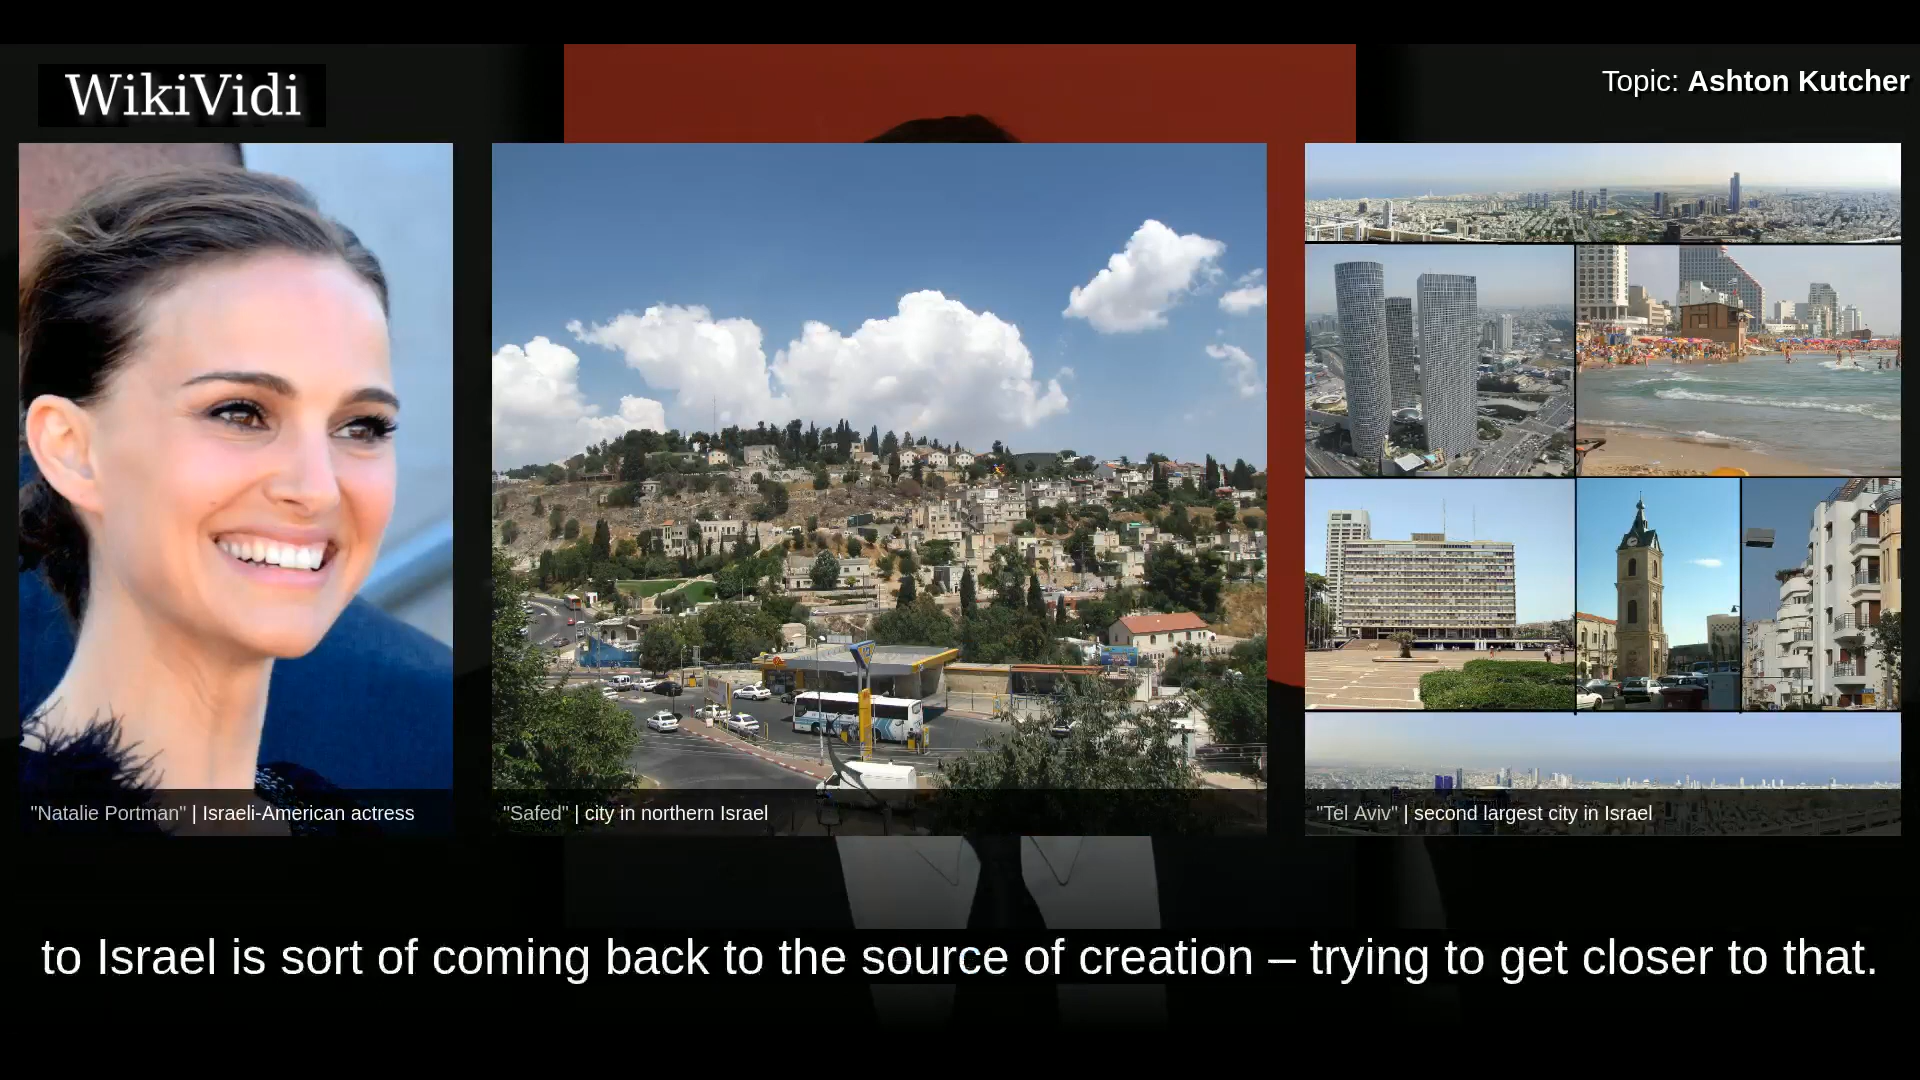 WikiVidi
Topic: Ashton Kutcher
"Natalie Portman" | Israeli-American actress
"Safed" | city in northern Israel
"Tel Aviv" | second largest city in Israel
to Israel is sort of coming back to the source of creation – trying to get closer to that.